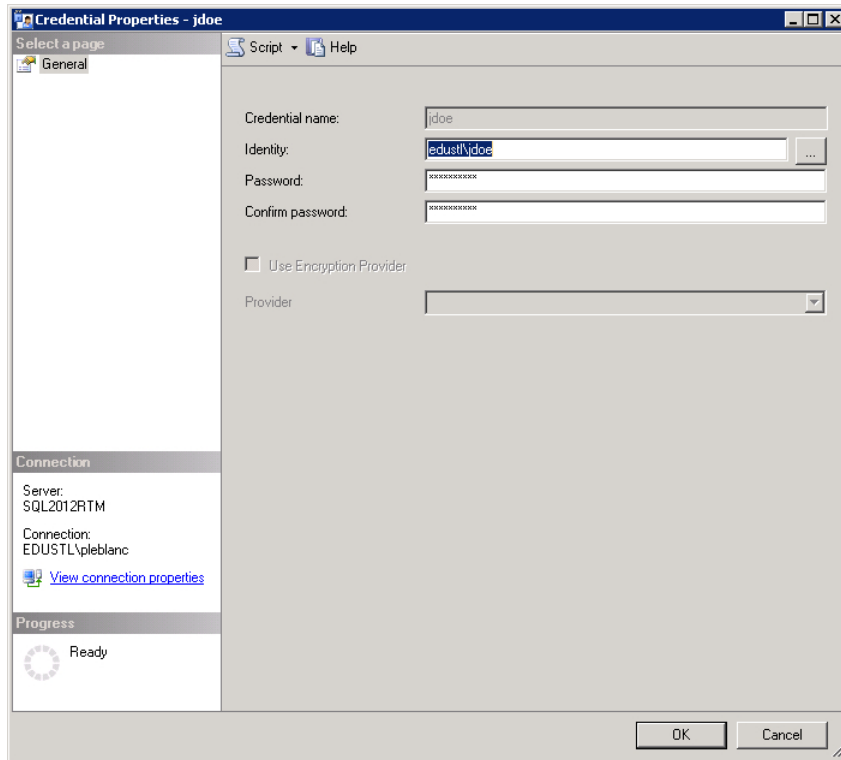 Credential Properties - jdoe
Select a page
General
Script
Help
Credential name:
jdoe
Identity:
edustl\jdoe
...
Password:
**********
Confirm password:
**********
Use Encryption Provider
Provider
Connection
Server:
SQL2012RTM
Connection:
EDUSTL\pleblanc
View connection properties
Progress
Ready
OK
Cancel